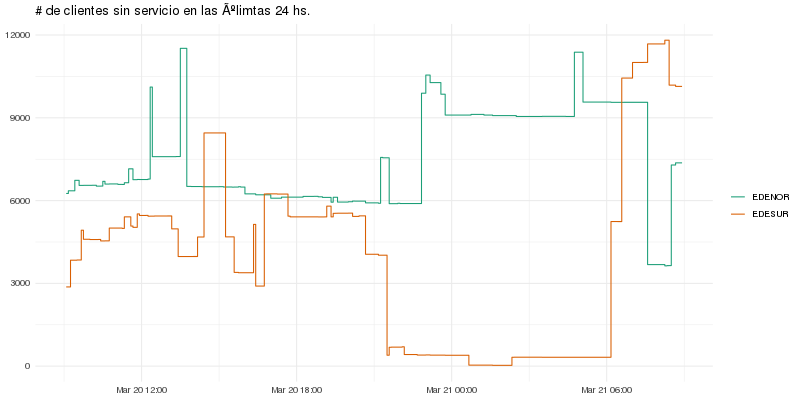 # de clientes sin servicio en las Ãºlimtas 24 hs.
12000
9000
6000
3000
0
EDENOR
EDESUR
Mar 20 12:00
Mar 20 18:00
Mar 21 00:00
Mar 21 06:00